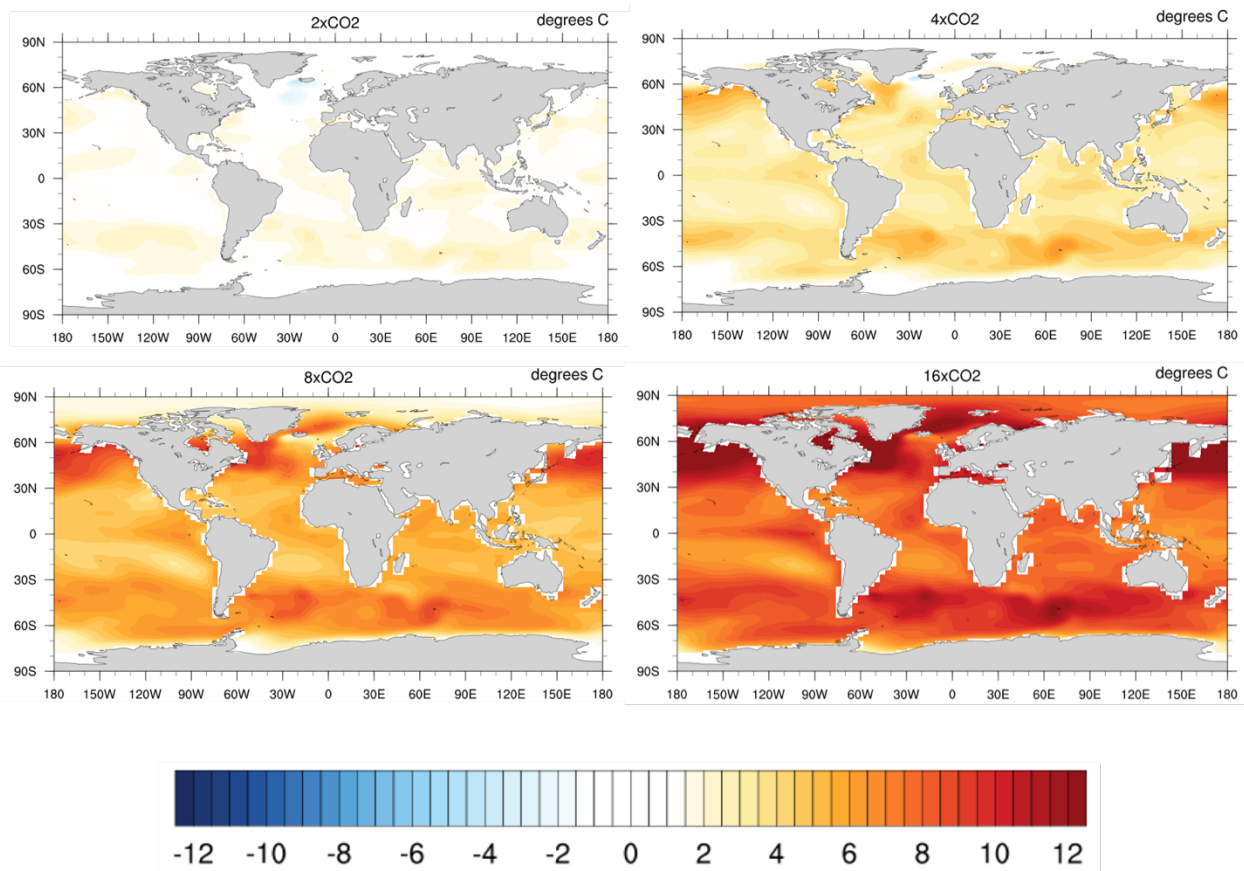 2xCO2 degrees C
90N
60N
30N
0
30S
60S
90S
180 150W 120W 90W 60W 30W 0 30E 60E 90E 120E 150E 180
4xCO2 degrees C
90N
60N
30N
0
30S
60S
90S
180 150W 120W 90W 60W 30W 0 30E 60E 90E 120E 150E 180
8xCO2 degrees C
90N
60N
30N
0
30S
60S
90S
180 150W 120W 90W 60W 30W 0 30E 60E 90E 120E 150E 180
16xCO2 degrees C
90N
60N
30N
0
30S
60S
90S
180 150W 120W 90W 60W 30W 0 30E 60E 90E 120E 150E 180
-12 -10 -8 -6 -4 -2 0 2 4 6 8 10 12